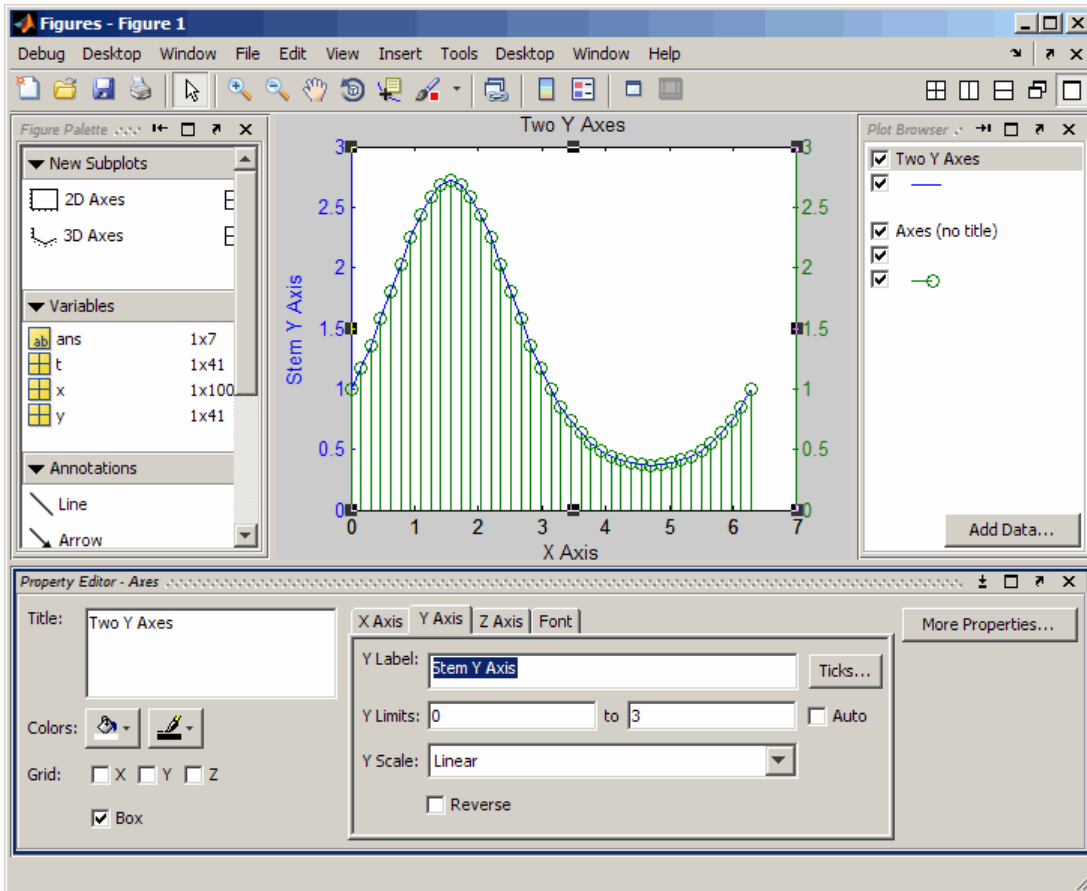 Figures - Figure 1
Debug Desktop Window File Edit View Insert Tools Desktop Window Help
Figure Palette
New Subplots
2D Axes
3D Axes
Variables
ab ans 1x7
t 1x41
x 1x100
y 1x41
Annotations
Line
Arrow
Two Y Axes
3 3
2.5 2.5
2 2
1.5 1.5
1 1
0.5 0.5
0 0
Stem Y Axis
0 1 2 3 4 5 6 7
X Axis
Plot Browser
Two Y Axes
Axes (no title)
Add Data...
Property Editor - Axes
Title: Two Y Axes
Colors:
Grid: X Y Z
Box
X Axis Y Axis Z Axis Font
Y Label: Stem Y Axis Ticks...
Y Limits: 0 to 3 Auto
Y Scale: Linear
Reverse
More Properties...